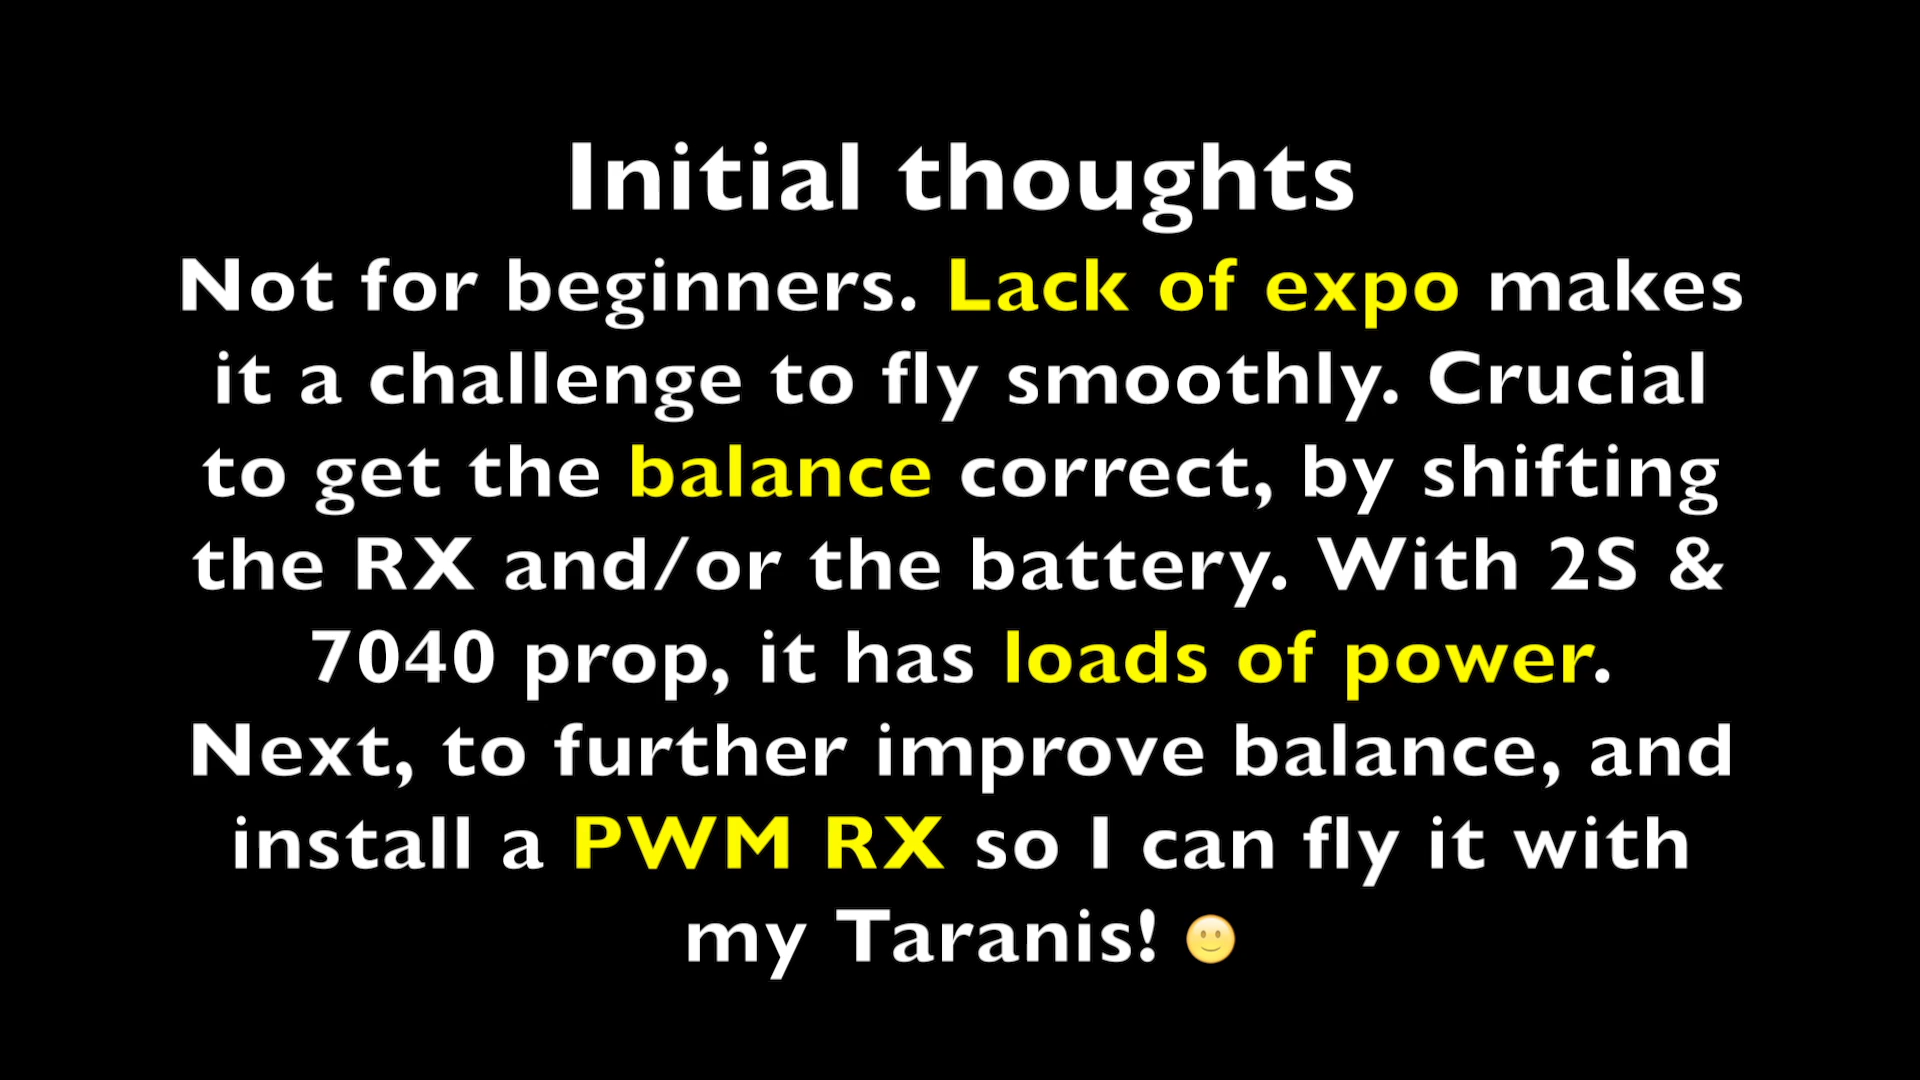 Initial thoughts
Not for beginners. Lack of expo makes
it a challenge to fly smoothly. Crucial
to get the balance correct, by shifting
the RX and/or the battery. With 2S &
7040 prop, it has loads of power.
Next, to further improve balance, and
install a PWM RX so I can fly it with
my Taranis! 🙂